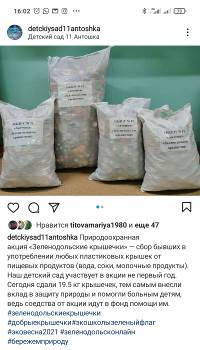 16:02
39
detckiysad11antoshka
Детский сад 11 Антошка
Нравится titovamariya1980 и еще 47
detckiysad11antoshka Природоохранная
акция «Зеленодольские крышечки» — сбор бывших в
употреблении любых пластиковых крышек от
пищевых продуктов (вода, соки, молочные продукты).
Наш детский сад участвует в акции не первый год.
Сегодня сдали 19.5 кг крышечек, тем самым внесли
вклад в защиту природы и помогли больным детям,
ведь соедства от акции идут в фонд помощи им.
#зеленодольскиекрышечки
#добрыекрышечки #экошколызеленыйфлаг
#эковесна2021 #зеленодольсконлайн
#бережемприроду